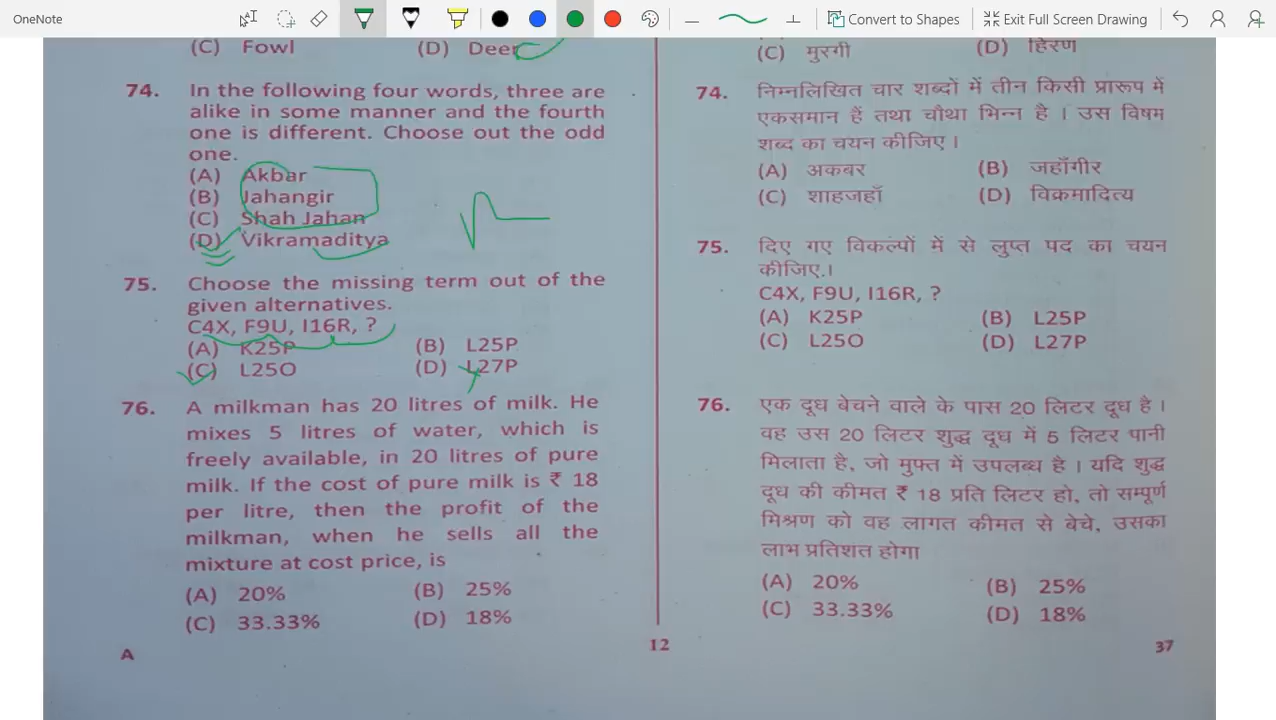 OneNote
Convert to Shapes
Exit Full Screen Drawing
(C) Fowl (D) Deer
74. In the following four words, three are
alike in some manner and the fourth
one is different. Choose out the odd
one.
(A) Akbar
(B) Jahangir
(C) Shah Jahan
(D) Vikramaditya
75. Choose the missing term out of the
given alternatives.
C4X, F9U, I16R, ?
(A) K25P (B) L25P
(C) L25O (D) L27P
76. A milkman has 20 litres of milk. He
mixes 5 litres of water, which is
freely available, in 20 litres of pure
milk. If the cost of pure milk is ₹ 18
per litre, then the profit of the
milkman, when he sells all the
mixture at cost price, is
(A) 20% (B) 25%
(C) 33.33% (D) 18%
A
(C) मुरगी (D) हिरण
74. निम्नलिखित चार शब्दों में तीन किसी प्रारूप में
एकसमान हैं तथा चौथा भिन्न है । उस विषम
शब्द का चयन कीजिए ।
(A) अकबर (B) जहाँगीर
(C) शाहजहाँ (D) विक्रमादित्य
75. दिए गए विकल्पों में से लुप्त पद का चयन
कीजिए ।
C4X, F9U, I16R, ?
(A) K25P (B) L25P
(C) L25O (D) L27P
76. एक दूध बेचने वाले के पास 20 लिटर दूध है ।
वह उस 20 लिटर शुद्ध दूध में 5 लिटर पानी
मिलाता है, जो मुफ्त में उपलब्ध है । यदि शुद्ध
दूध की कीमत ₹ 18 प्रति लिटर हो, तो सम्पूर्ण
मिश्रण को वह लागत कीमत से बेचे, उसका
लाभ प्रतिशत होगा
(A) 20% (B) 25%
(C) 33.33% (D) 18%
12
37